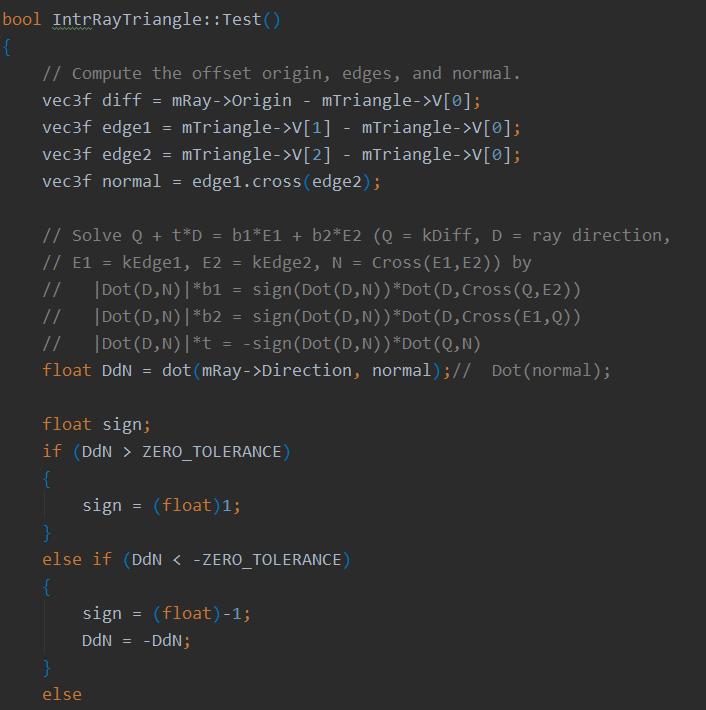 bool IntrRayTriangle::Test()
{
    // Compute the offset origin, edges, and normal.
    vec3f diff = mRay->Origin - mTriangle->V[0];
    vec3f edge1 = mTriangle->V[1] - mTriangle->V[0];
    vec3f edge2 = mTriangle->V[2] - mTriangle->V[0];
    vec3f normal = edge1.cross(edge2);

    // Solve Q + t*D = b1*E1 + b2*E2 (Q = kDiff, D = ray direction,
    // E1 = kEdge1, E2 = kEdge2, N = Cross(E1,E2)) by
    //   |Dot(D,N)|*b1 = sign(Dot(D,N))*Dot(D,Cross(Q,E2))
    //   |Dot(D,N)|*b2 = sign(Dot(D,N))*Dot(D,Cross(E1,Q))
    //   |Dot(D,N)|*t = -sign(Dot(D,N))*Dot(Q,N)
    float DdN = dot(mRay->Direction, normal);//  Dot(normal);

    float sign;
    if (DdN > ZERO_TOLERANCE)
    {
        sign = (float)1;
    }
    else if (DdN < -ZERO_TOLERANCE)
    {
        sign = (float)-1;
        DdN = -DdN;
    }
    else